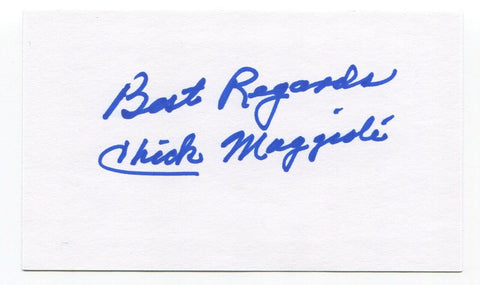 Best Regards
Chick Maggioli